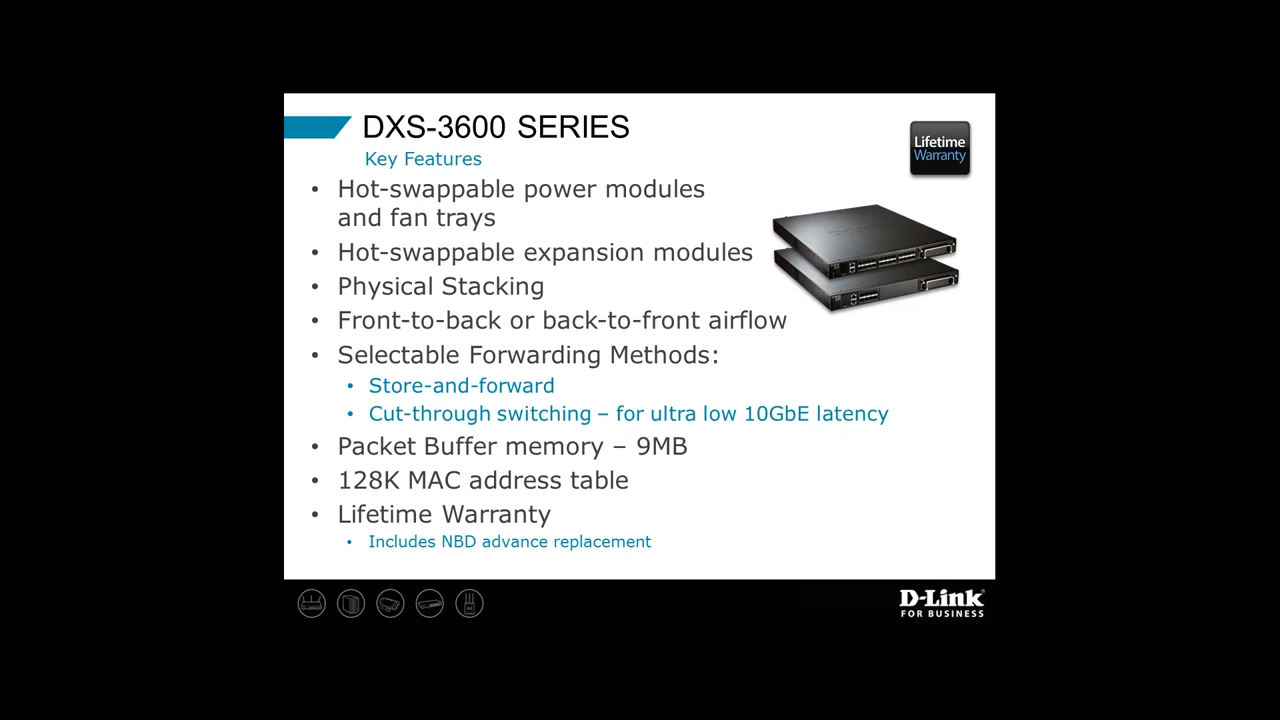 DXS-3600 SERIES
Lifetime
Warranty
Key Features
• Hot-swappable power modules
and fan trays
• Hot-swappable expansion modules
• Physical Stacking
• Front-to-back or back-to-front airflow
• Selectable Forwarding Methods:
• Store-and-forward
• Cut-through switching – for ultra low 10GbE latency
• Packet Buffer memory – 9MB
• 128K MAC address table
• Lifetime Warranty
• Includes NBD advance replacement
D-Link
FOR BUSINESS